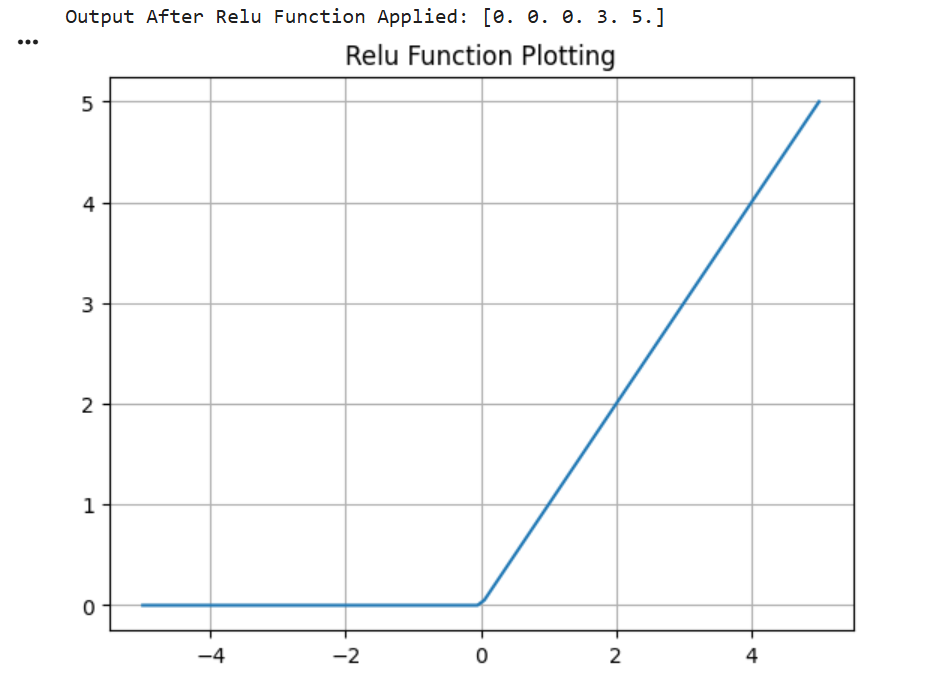 Output After Relu Function Applied: [0. 0. 0. 3. 5.]
Relu Function Plotting
5
4
3
2
1
0
−4 −2 0 2 4